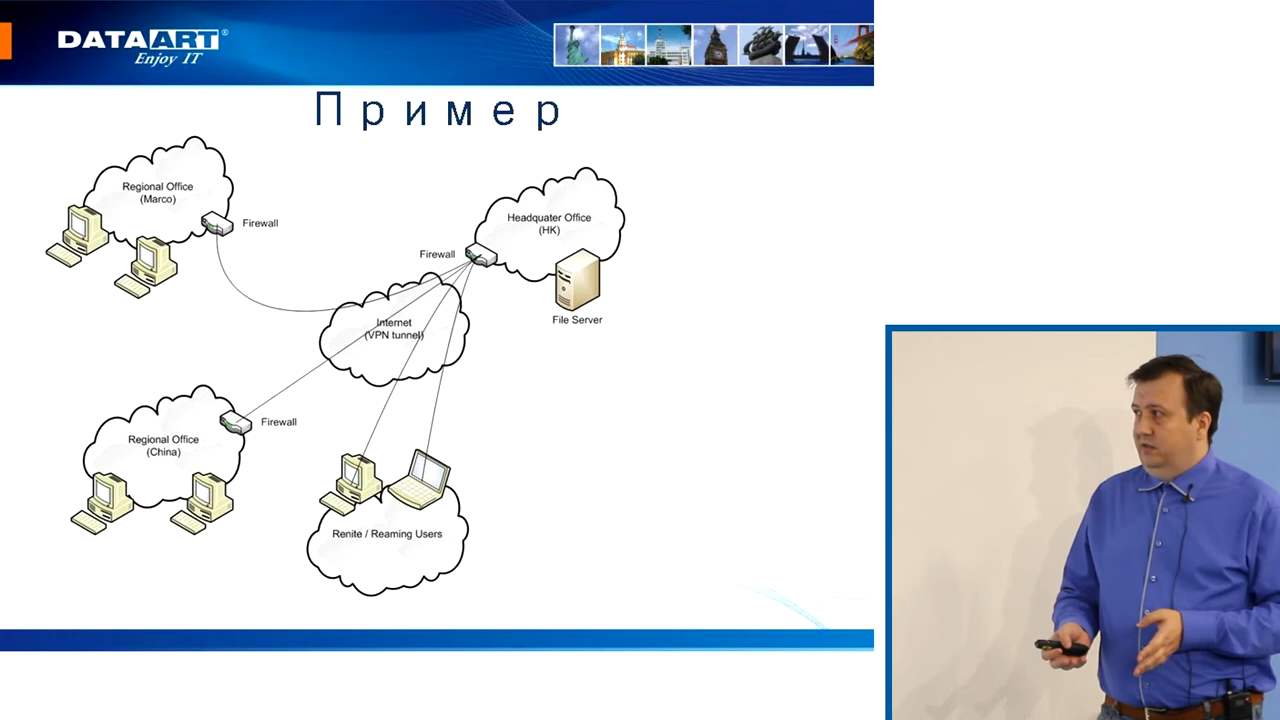 DATAART®
Enjoy IT
Пример
Regional Office
(Marco)
Firewall
Headquater Office
(HK)
Firewall
File Server
Internet
(VPN tunnel)
Regional Office
(China)
Firewall
Renite / Reaming Users